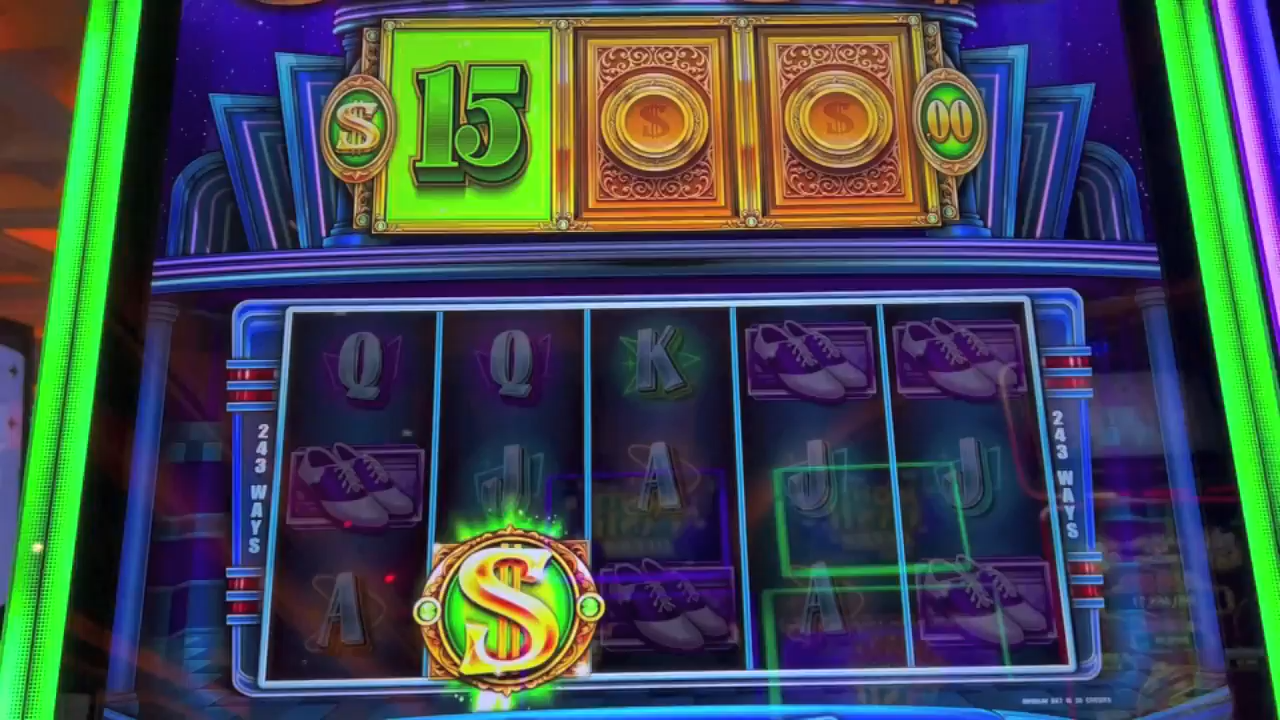 $ 15 $ $ 00
Q Q K
243 WAYS
J A J J
243 WAYS
A $ A